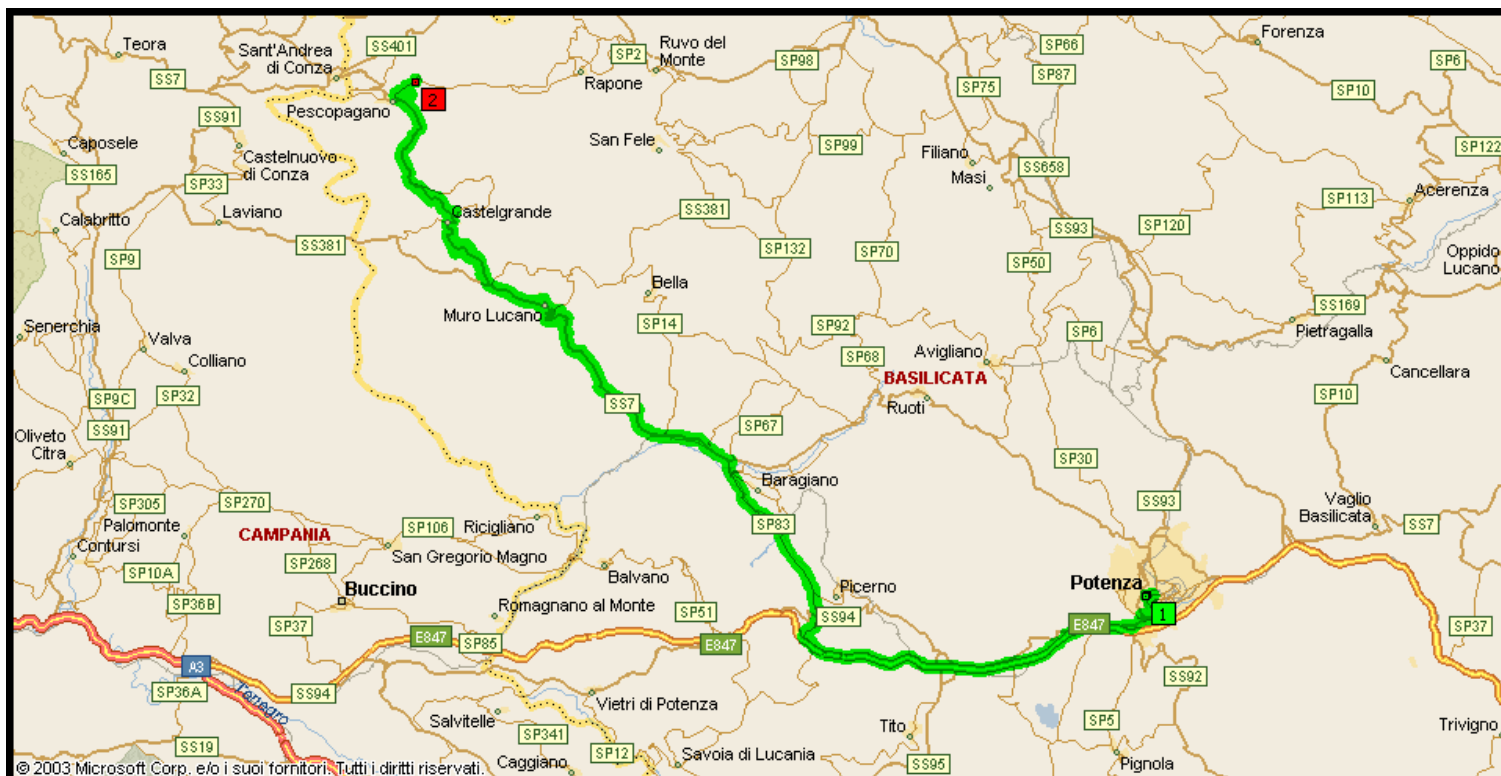 Teora
Sant'Andrea
di Conza
SS401
SP2
Ruvo del
Monte
SP98
SP66
Forenza
SS7
Rapone
SP87
SP6
2
Pescopagano
SP75
SP10
SS91
Caposele
Castelnuovo
di Conza
San Fele
SP99
Filiano
SP122
SS165
SP33
Masi
SS658
Acerenza
SP113
Calabritto
Laviano
Castelgrande
SS381
SS93
SP120
SS381
SP132
SP70
Oppido
Lucano
SP9
SP50
Bella
SS169
Muro Lucano
SP14
SP92
SP6
Pietragalla
Senerchia
Valva
Colliano
SP68
Avigliano
Cancellara
BASILICATA
SP9C
SP32
SS7
Ruoti
SP10
SS91
SP67
Oliveto
Citra
SP30
Baragiano
SP305
SP270
SS93
Vaglio
Basilicata
SS7
Palomonte
SP106
Ricigliano
SP83
CAMPANIA
Contursi
San Gregorio Magno
SP268
SP10A
Balvano
Potenza
Buccino
Picerno
SP36B
Romagnano al Monte
SP51
SS94
1
SP37
E847
E847
SP37
SP85
E847
A3
SP36A
SS94
SS92
Tanagro
Vietri di Potenza
Salvitelle
SP5
Tito
Trivigno
SS19
SP341
SP12
Savoia di Lucania
SS95
Pignola
Caggiano
© 2003 Microsoft Corp. e/o i suoi fornitori. Tutti i diritti riservati.